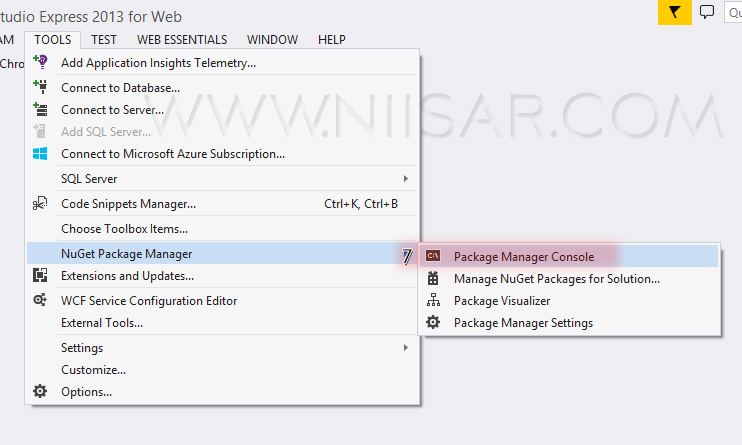 tudio Express 2013 for Web
Qu
AM TOOLS TEST WEB ESSENTIALS WINDOW HELP
Chro
Add Application Insights Telemetry...
Connect to Database...
Connect to Server...
Add SQL Server...
Connect to Microsoft Azure Subscription...
SQL Server
Code Snippets Manager... Ctrl+K, Ctrl+B
Choose Toolbox Items...
NuGet Package Manager 7
Extensions and Updates...
WCF Service Configuration Editor
External Tools...
Settings
Customize...
Options...
C:\ Package Manager Console
Manage NuGet Packages for Solution...
Package Visualizer
Package Manager Settings
WWW.NIISAR.COM